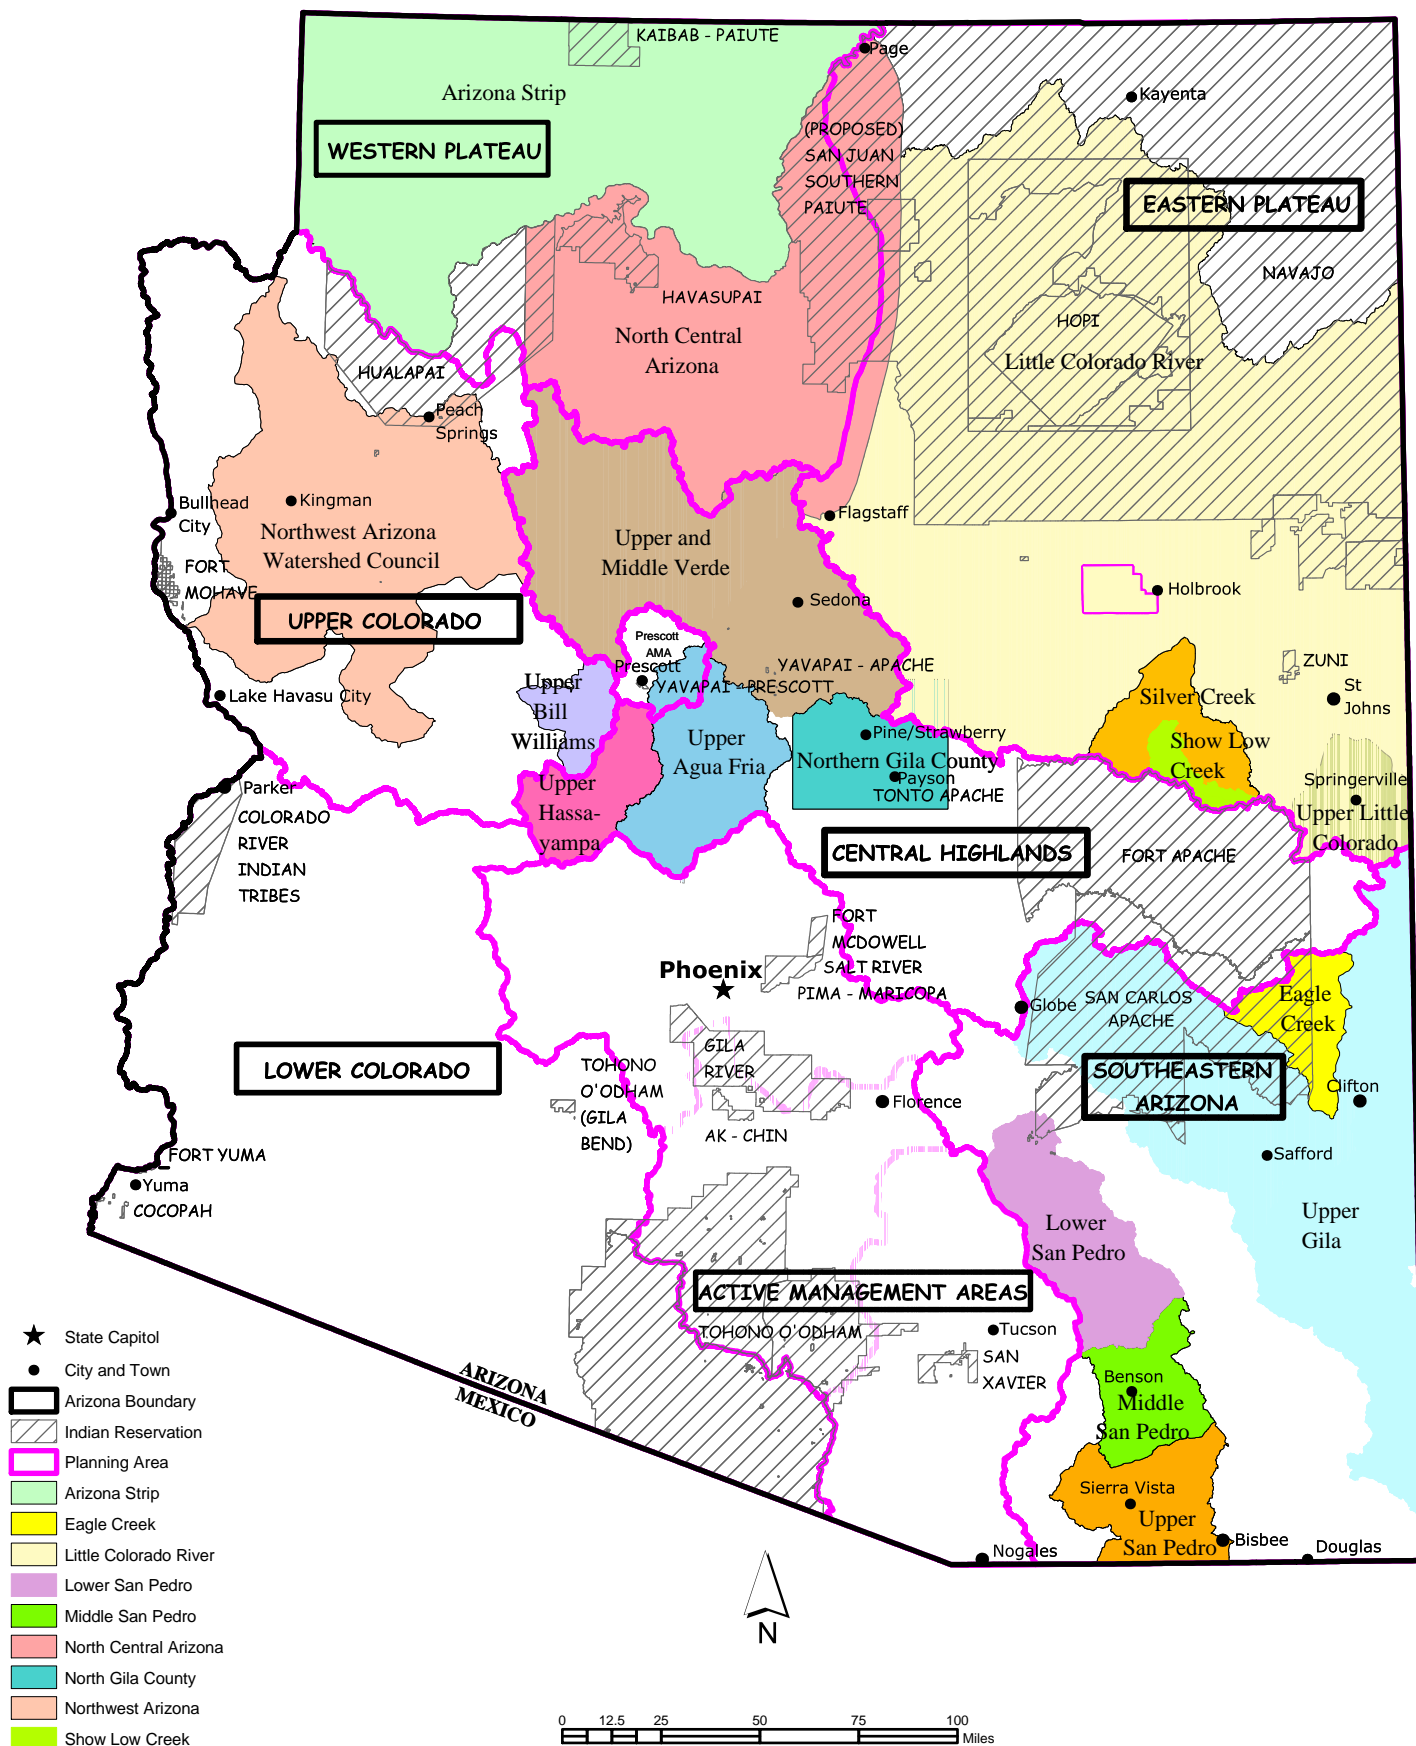 KAIBAB - PAIUTE
Page
Arizona Strip
Kayenta
(PROPOSED)
SAN JUAN
SOUTHERN
PAIUTE
WESTERN PLATEAU
EASTERN PLATEAU
NAVAJO
HAVASUPAI
HOPI
North Central
Arizona
Little Colorado River
HUALAPAI
Peach
Springs
Bullhead
City
Kingman
Northwest Arizona
Watershed Council
Flagstaff
Upper and
Middle Verde
FORT
MOHAVE
Sedona
Holbrook
UPPER COLORADO
Prescott
AMA
Prescott
YAVAPAI - APACHE
YAVAPAI - PRESCOTT
ZUNI
St
Johns
Lake Havasu City
Upper
Bill
Williams
Silver Creek
Show Low
Creek
Upper
Agua Fria
Pine/Strawberry
Northern Gila County
Payson
TONTO APACHE
Springerville
Upper Little
Colorado
Parker
COLORADO
RIVER
INDIAN
TRIBES
Upper
Hassa-
yampa
CENTRAL HIGHLANDS
FORT APACHE
FORT
MCDOWELL
SALT RIVER
PIMA - MARICOPA
Phoenix
Globe
SAN CARLOS
APACHE
Eagle
Creek
LOWER COLORADO
TOHONO
O'ODHAM
(GILA
BEND)
GILA
RIVER
AK - CHIN
Florence
SOUTHEASTERN
ARIZONA
Clifton
FORT YUMA
Yuma
COCOPAH
Safford
Lower
San Pedro
Upper
Gila
ACTIVE MANAGEMENT AREAS
TOHONO O'ODHAM
Tucson
SAN
XAVIER
ARIZONA
MEXICO
Benson
Middle
San Pedro
Sierra Vista
Upper
San Pedro
Bisbee
Nogales
Douglas
State Capitol
City and Town
Arizona Boundary
Indian Reservation
Planning Area
Arizona Strip
Eagle Creek
Little Colorado River
Lower San Pedro
Middle San Pedro
North Central Arizona
North Gila County
Northwest Arizona
Show Low Creek
N
0 12.5 25 50 75 100
Miles